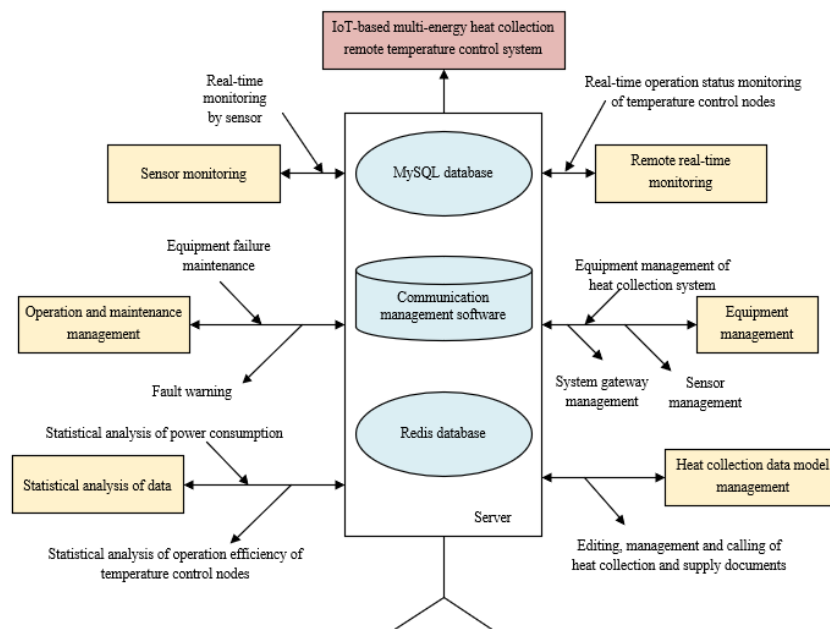 IoT-based multi-energy heat collection
remote temperature control system
Real-time
monitoring
by sensor
Real-time operation status monitoring
of temperature control nodes
Sensor monitoring
MySQL database
Remote real-time
monitoring
Equipment failure
maintenance
Equipment management of
heat collection system
Operation and maintenance
management
Communication
management software
Equipment
management
Fault warning
System gateway
management
Sensor
management
Statistical analysis of power consumption
Redis database
Statistical analysis of data
Heat collection data model
management
Server
Statistical analysis of operation efficiency of
temperature control nodes
Editing, management and calling of
heat collection and supply documents